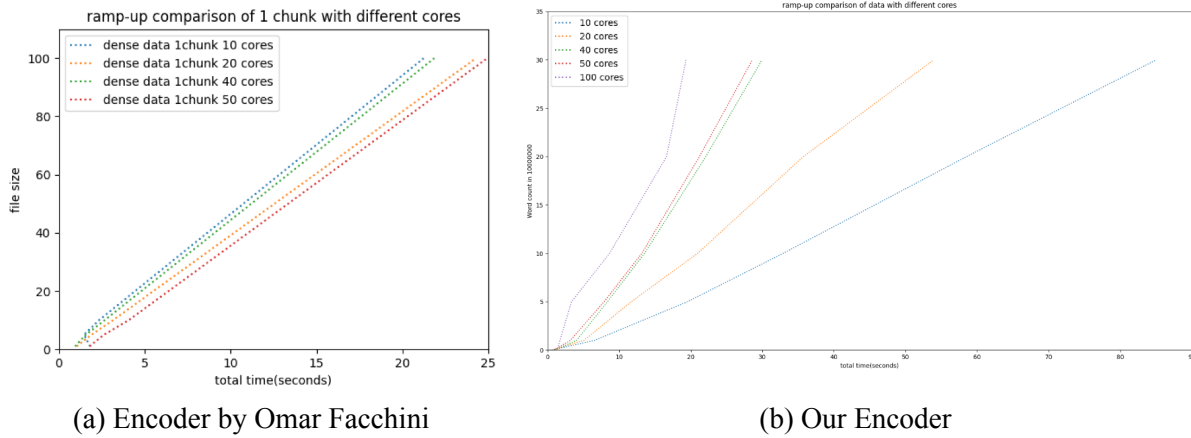 ramp-up comparison of 1 chunk with different cores
dense data 1chunk 10 cores
dense data 1chunk 20 cores
dense data 1chunk 40 cores
dense data 1chunk 50 cores
file size
100
80
60
40
20
0
0 5 10 15 20 25
total time(seconds)
(a) Encoder by Omar Facchini
ramp-up comparison of data with different cores
10 cores
20 cores
40 cores
50 cores
100 cores
Word count in 10000000
35
30
25
20
15
10
5
0
0 10 20 30 40 50 60 70 80 90
total time(seconds)
(b) Our Encoder